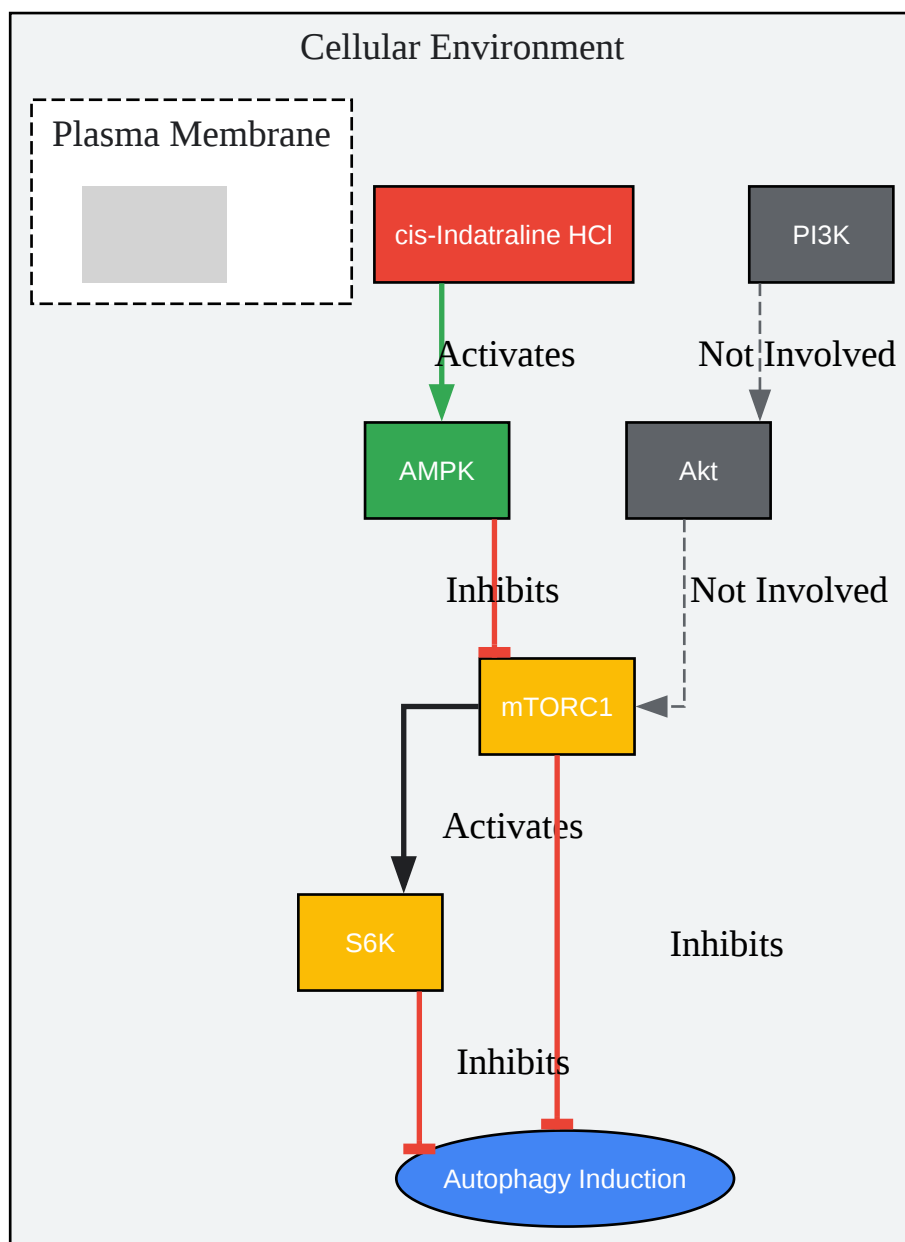 Cellular Environment
Plasma Membrane
cis-Indatraline HCl
PI3K
Activates
Not Involved
AMPK
Akt
Inhibits
Not Involved
mTORC1
Activates
S6K
Inhibits
Inhibits
Autophagy Induction